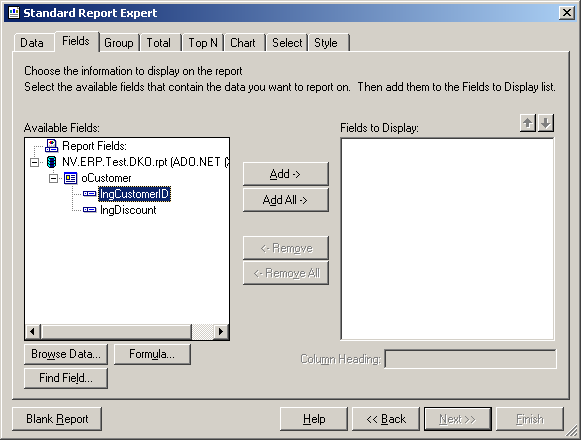 Standard Report Expert
Data Fields Group Total Top N Chart Select Style
Choose the information to display on the report
Select the available fields that contain the data you want to report on. Then add them to the Fields to Display list.
Available Fields:
Fields to Display:
Report Fields:
NV.ERP.Test.DKO.rpt (ADO.NET (
oCustomer
lngCustomerID
lngDiscount
Add ->
Add All ->
<- Remove
<- Remove All
Browse Data...
Formula...
Find Field...
Column Heading:
Blank Report
Help
<< Back
Next >>
Finish